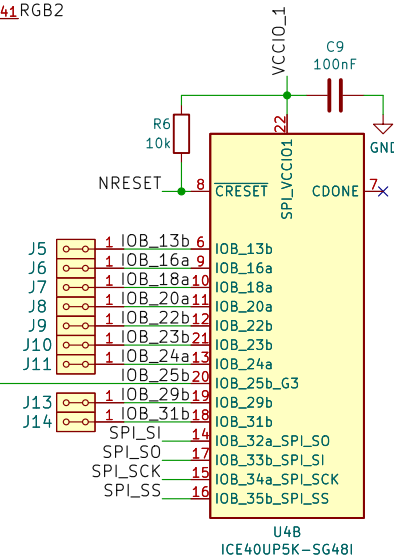 41 RGB2
VCCIO_1
C9
100nF
R6
10k
22
GND
NRESET
8
CRESET
SPI_VCCIO1
CDONE
7
J5 1 IOB_13b 6 IOB_13b
J6 1 IOB_16a 9 IOB_16a
J7 1 IOB_18a 10 IOB_18a
J8 1 IOB_20a 11 IOB_20a
J9 1 IOB_22b 12 IOB_22b
J10 1 IOB_23b 21 IOB_23b
J11 1 IOB_24a 13 IOB_24a
IOB_25b 20 IOB_25b_G3
J13 1 IOB_29b 19 IOB_29b
J14 1 IOB_31b 18 IOB_31b
SPI_SI 14 IOB_32a_SPI_SO
SPI_SO 17 IOB_33b_SPI_SI
SPI_SCK 15 IOB_34a_SPI_SCK
SPI_SS 16 IOB_35b_SPI_SS
U4B
ICE40UP5K-SG48I